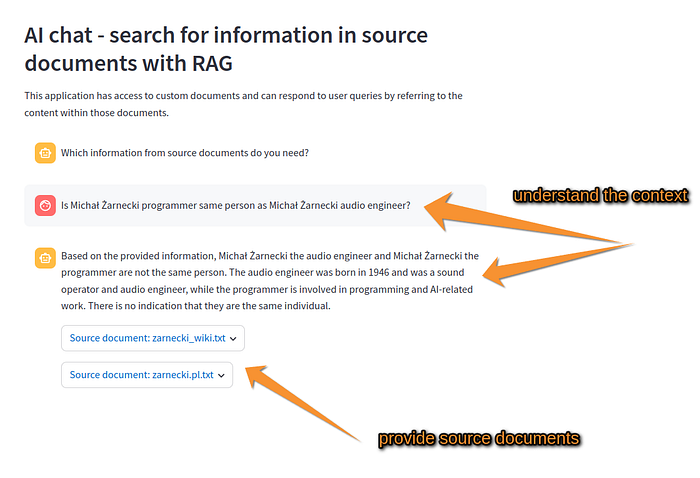 AI chat - search for information in source
documents with RAG
This application has access to custom documents and can respond to user queries by referring to the
content within those documents.
Which information from source documents do you need?
understand the context
Is Michał Żarnecki programmer same person as Michał Żarnecki audio engineer?
Based on the provided information, Michał Żarnecki the audio engineer and Michał Żarnecki the
programmer are not the same person. The audio engineer was born in 1946 and was a sound
operator and audio engineer, while the programmer is involved in programming and AI-related
work. There is no indication that they are the same individual.
Source document: zarnecki_wiki.txt
Source document: zarnecki.pl.txt
provide source documents